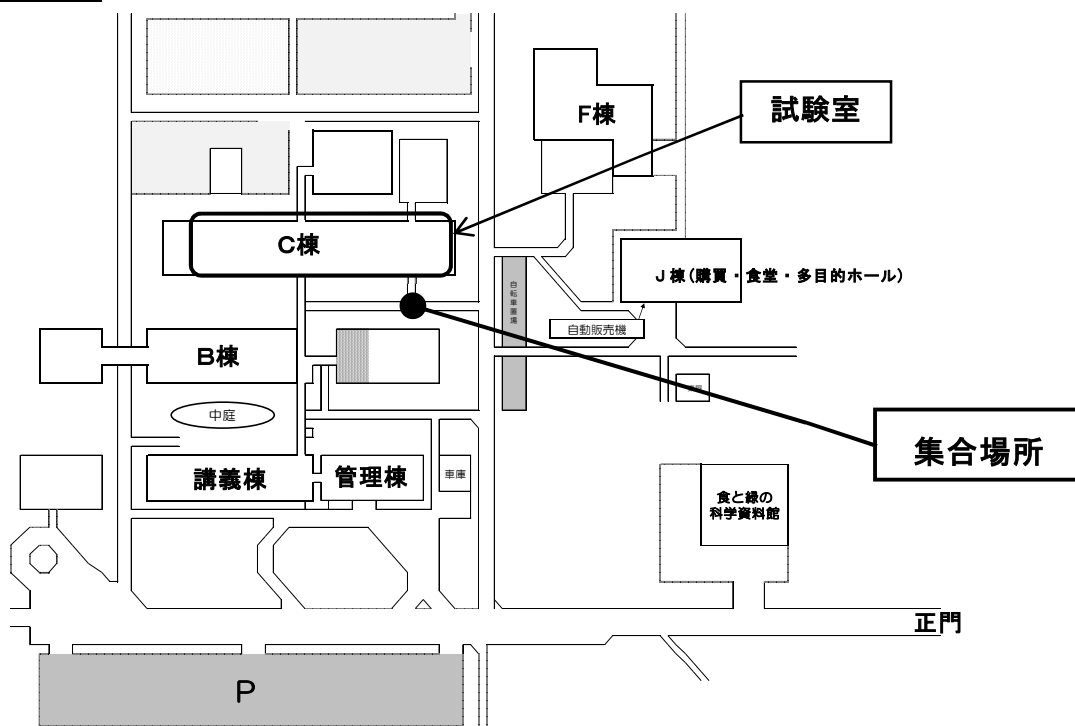 F棟
試験室
C棟
J棟(購買・食堂・多目的ホール)
自転車置場
自動販売機
B棟
中庭
集合場所
講義棟
管理棟
車庫
食と緑の
科学資料館
正門
P